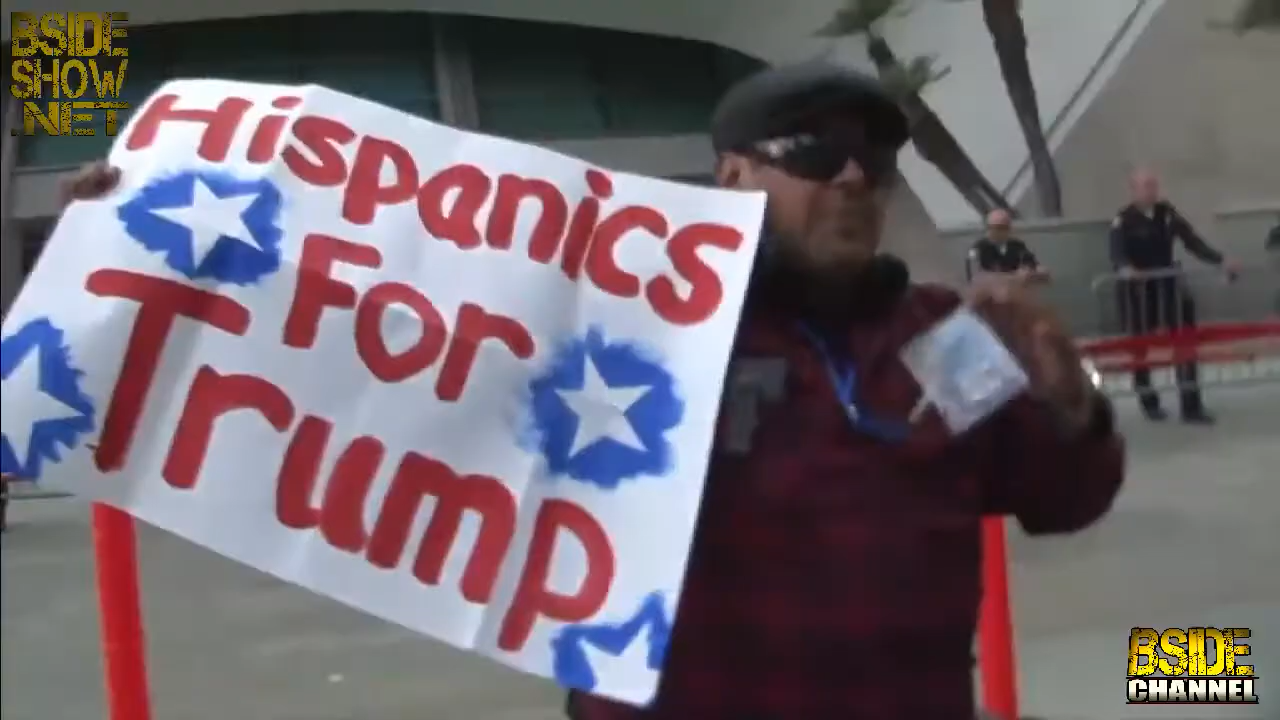 BSIDE
SHOW
.NET
Hispanics
For
Trump
BSIDE
CHANNEL